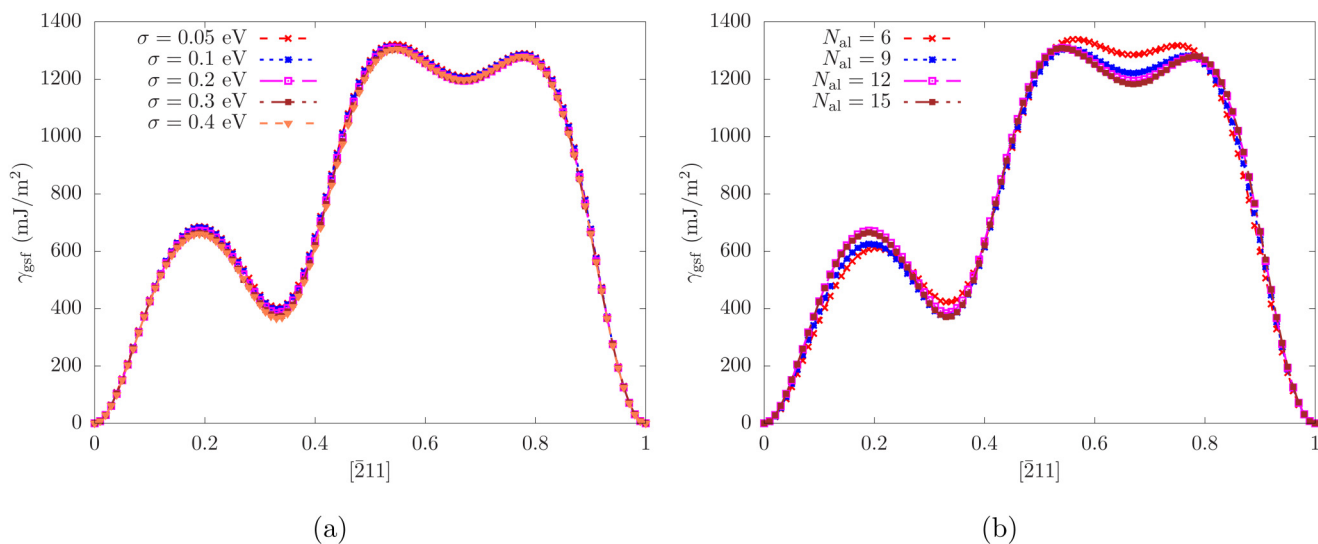 1400
1200
1000
800
600
400
200
0
γgsf (mJ/m²)
σ = 0.05 eV
σ = 0.1 eV
σ = 0.2 eV
σ = 0.3 eV
σ = 0.4 eV
0 0.2 0.4 0.6 0.8 1
[2̄11]
(a)
1400
1200
1000
800
600
400
200
0
γgsf (mJ/m²)
Nal = 6
Nal = 9
Nal = 12
Nal = 15
0 0.2 0.4 0.6 0.8 1
[2̄11]
(b)